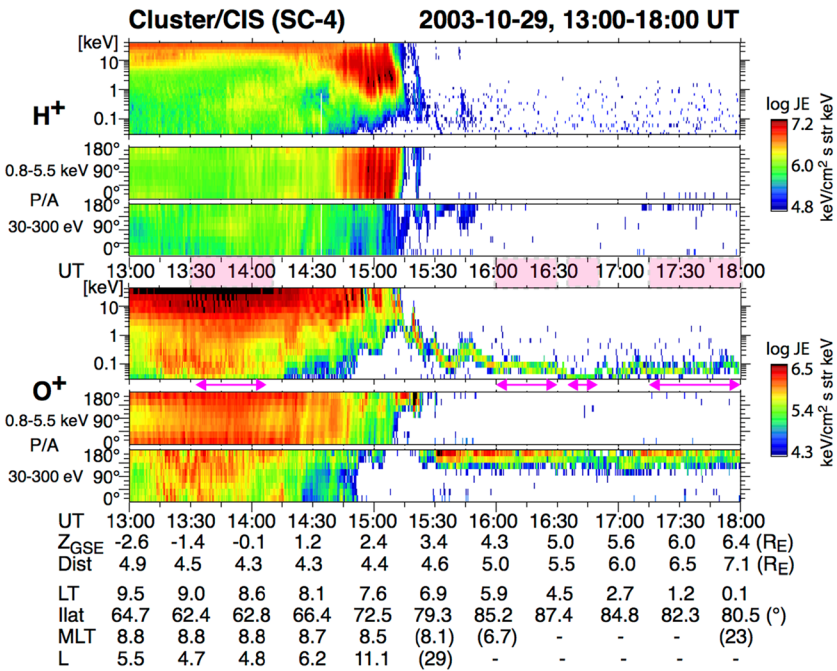 Cluster/CIS (SC-4) 2003-10-29, 13:00-18:00 UT
[keV]
10
1
0.1
H+
log JE
7.2
6.0
4.8
keV/cm² s str keV
0.8-5.5 keV
180°
90°
0°
P/A
30-300 eV
180°
90°
0°
UT 13:00 13:30 14:00 14:30 15:00 15:30 16:00 16:30 17:00 17:30 18:00
[keV]
10
1
0.1
O+
log JE
6.5
5.4
4.3
keV/cm² s str keV
0.8-5.5 keV
180°
90°
0°
P/A
30-300 eV
180°
90°
0°
UT 13:00 13:30 14:00 14:30 15:00 15:30 16:00 16:30 17:00 17:30 18:00
ZGSE -2.6 -1.4 -0.1 1.2 2.4 3.4 4.3 5.0 5.6 6.0 6.4 (RE)
Dist 4.9 4.5 4.3 4.3 4.4 4.6 5.0 5.5 6.0 6.5 7.1 (RE)
LT 9.5 9.0 8.6 8.1 7.6 6.9 5.9 4.5 2.7 1.2 0.1
Ilat 64.7 62.4 62.8 66.4 72.5 79.3 85.2 87.4 84.8 82.3 80.5 (°)
MLT 8.8 8.8 8.8 8.7 8.5 (8.1) (6.7) - - - (23)
L 5.5 4.7 4.8 6.2 11.1 (29) - - - - -